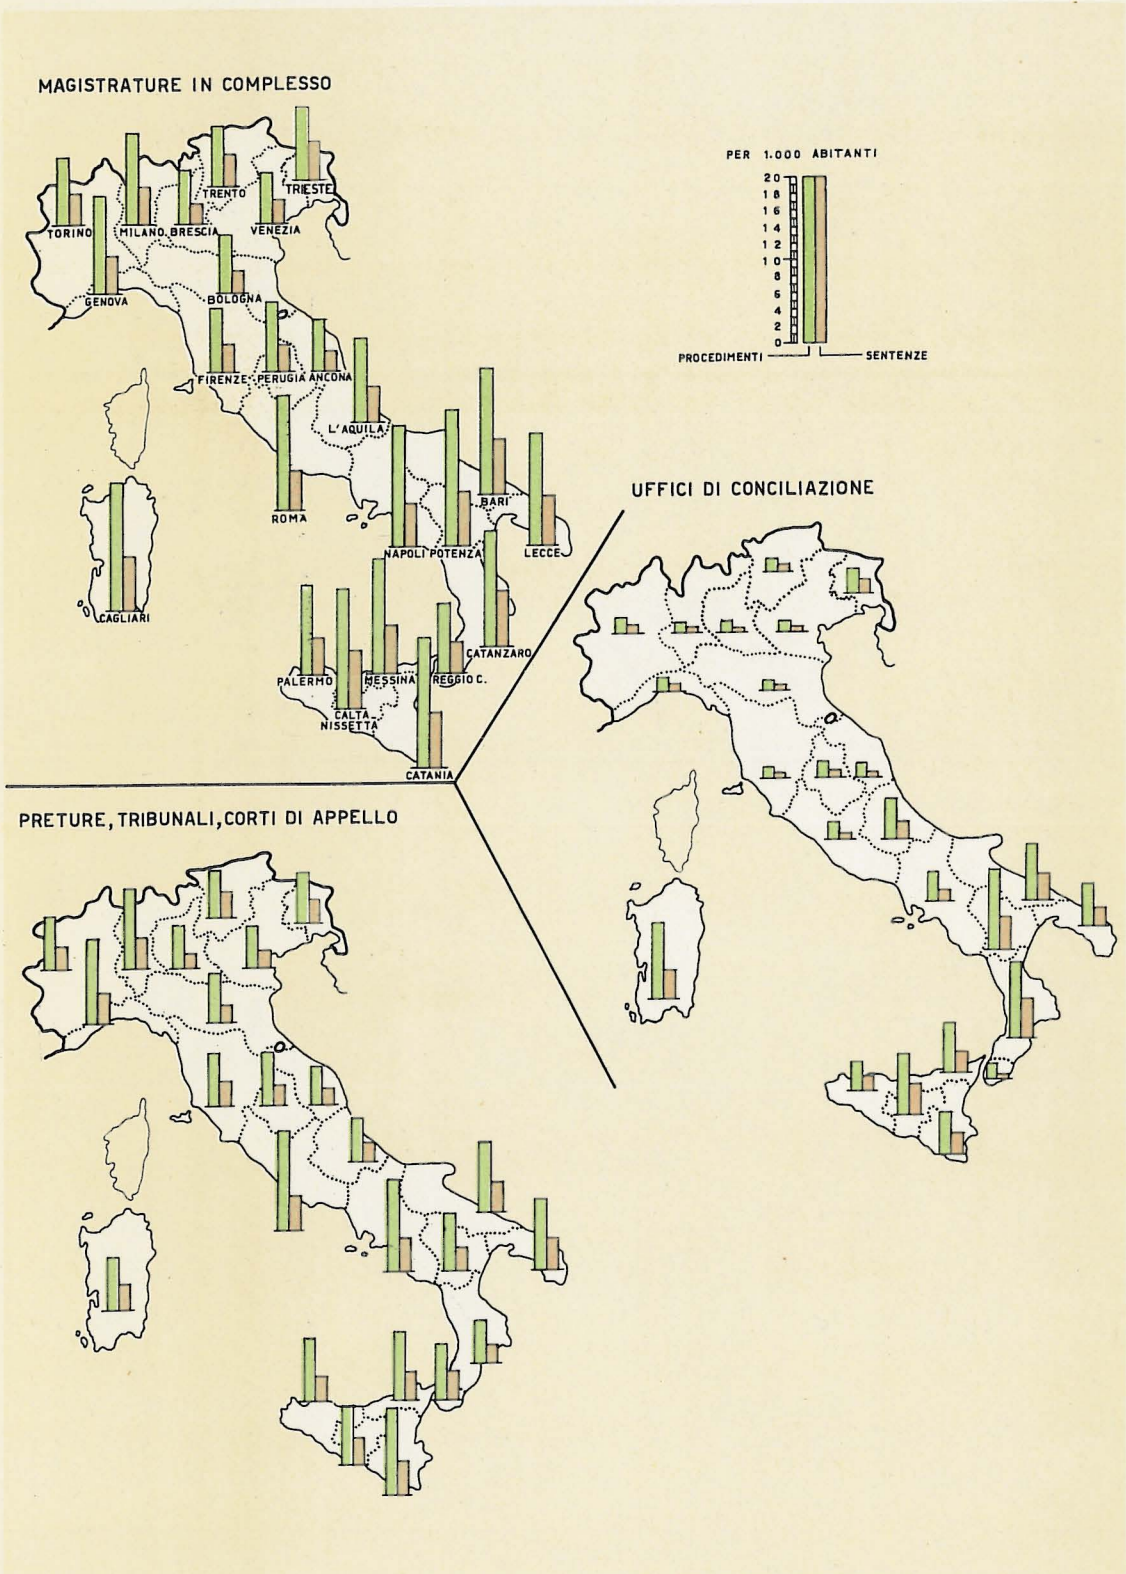 MAGISTRATURE IN COMPLESSO
PER 1.000 ABITANTI
20
18
16
14
12
10
8
6
4
2
0
PROCEDIMENTI
SENTENZE
TRENTO
TRIESTE
TORINO
MILANO
BRESCIA
VENEZIA
GENOVA
BOLOGNA
FIRENZE
PERUGIA
ANCONA
L'AQUILA
ROMA
BARI
NAPOLI
POTENZA
LECCE
CAGLIARI
CATANZARO
PALERMO
MESSINA
REGGIO C.
CALTA-
NISSETTA
CATANIA
UFFICI DI CONCILIAZIONE
PRETURE, TRIBUNALI, CORTI DI APPELLO